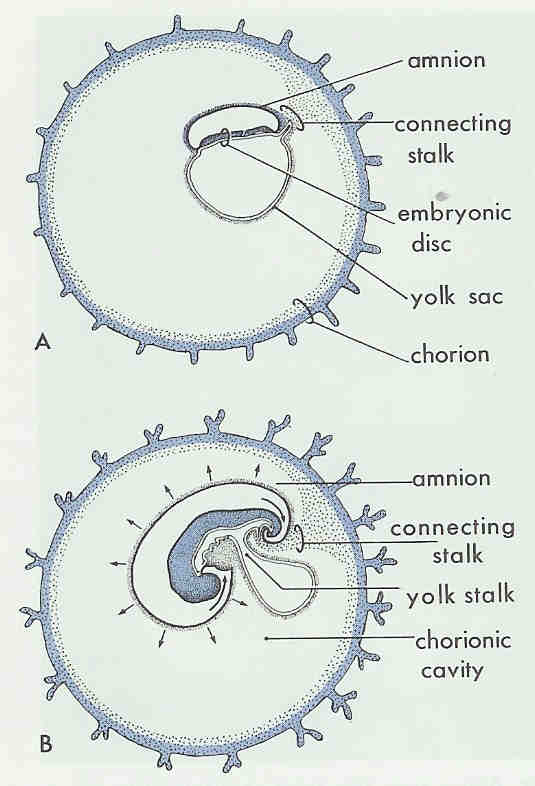 amnion
connecting
stalk
embryonic
disc
yolk sac
chorion
A
amnion
connecting
stalk
yolk stalk
chorionic
cavity
B